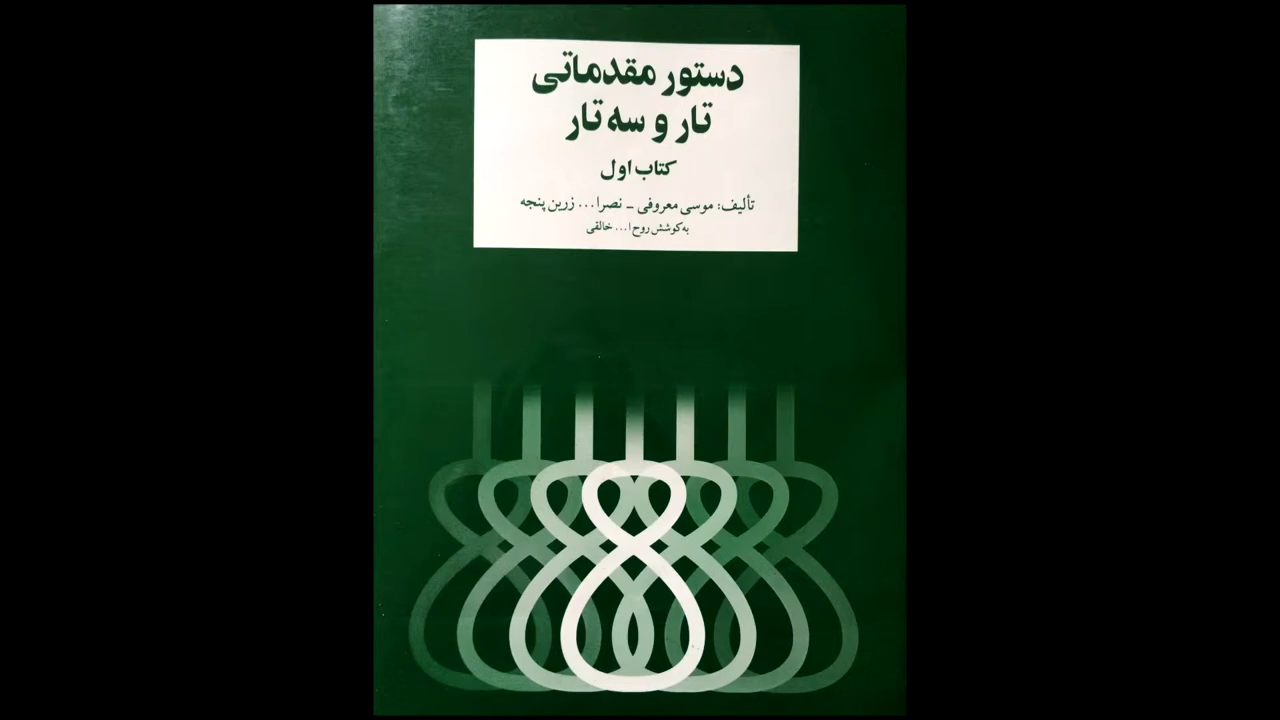 دستور مقدماتی
تار و سه تار
کتاب اول
تألیف: موسی معروفی ـ نصرا... زرین پنجه
به‌کوشش روح ا... خالقی